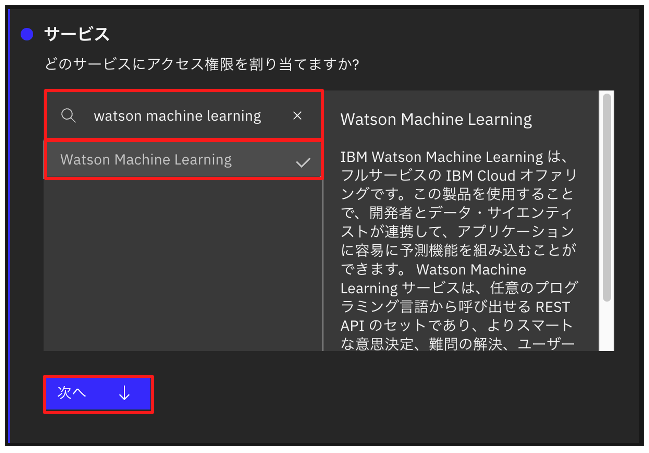 サービス
どのサービスにアクセス権限を割り当てますか?
watson machine learning
Watson Machine Learning
Watson Machine Learning
IBM Watson Machine Learning は、
フルサービスの IBM Cloud オファリ
ングです。この製品を使用すること
で、開発者とデータ・サイエンティ
ストが連携して、アプリケーション
に容易に予測機能を組み込むことが
できます。 Watson Machine
Learning サービスは、任意のプログ
ラミング言語から呼び出せる REST
API のセットであり、よりスマート
な意思決定、難問の解決、ユーザー
次へ